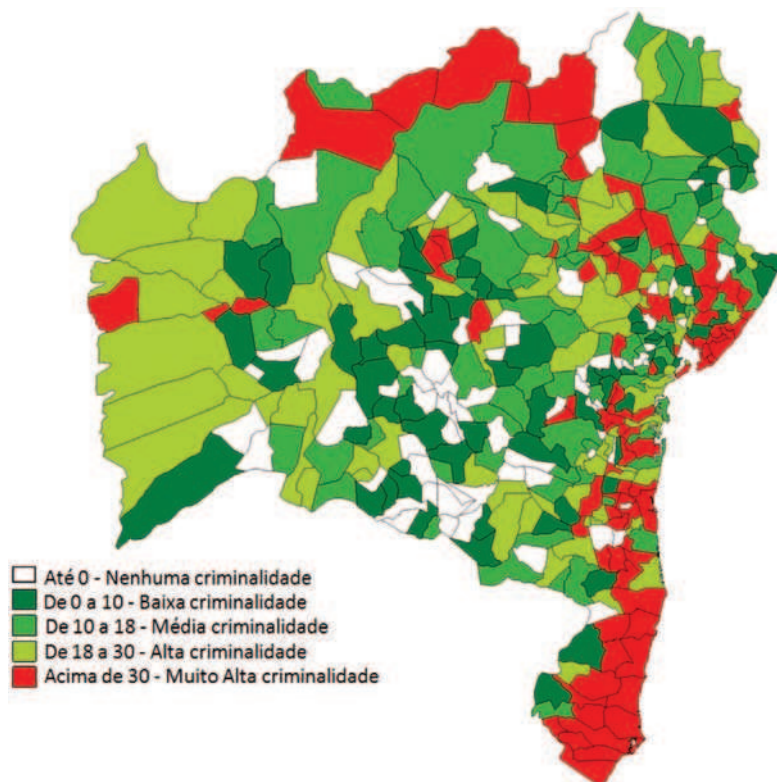 Até 0 - Nenhuma criminalidade
De 0 a 10 - Baixa criminalidade
De 10 a 18 - Média criminalidade
De 18 a 30 - Alta criminalidade
Acima de 30 - Muito Alta criminalidade